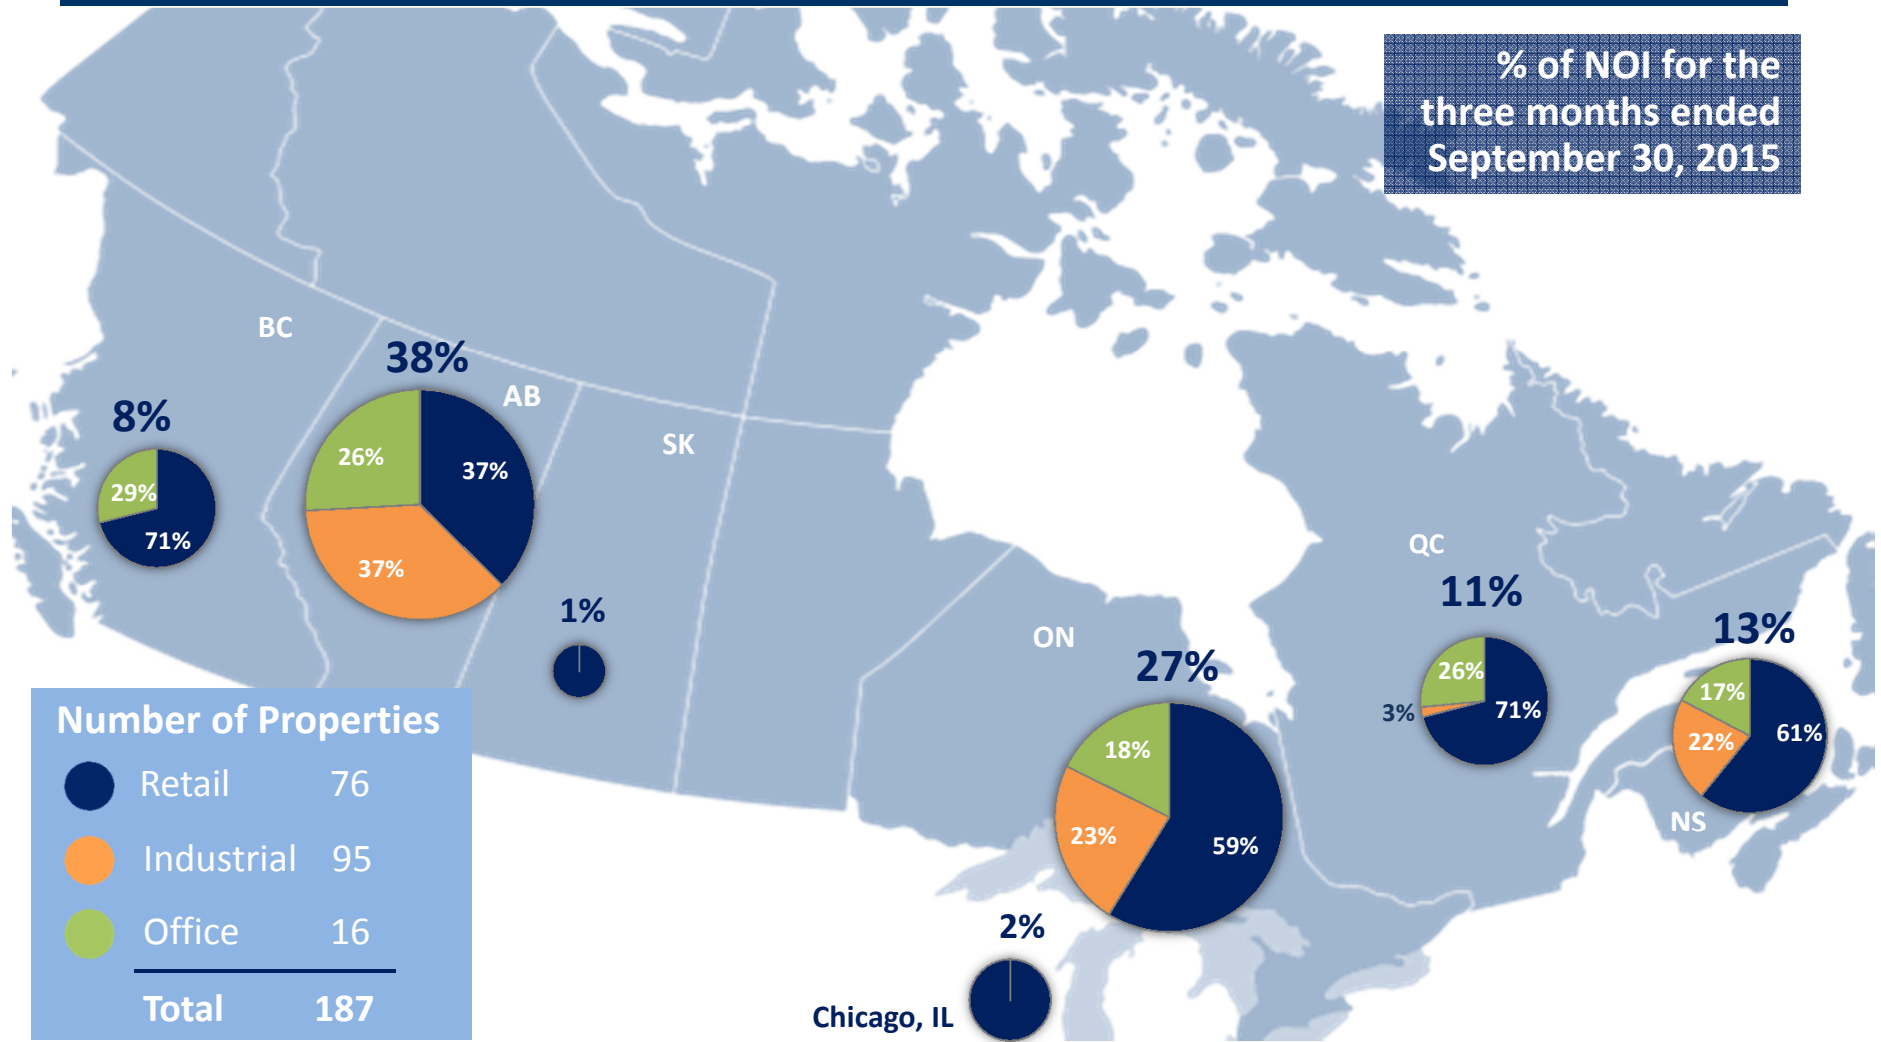 % of NOI for the
three months ended
September 30, 2015
BC
8%
29%
71%
38%
AB
26%
37%
37%
SK
1%
ON
27%
18%
23%
59%
QC
11%
26%
3%
71%
13%
17%
22%
61%
NS
2%
Chicago, IL
Number of Properties
Retail 76
Industrial 95
Office 16
Total 187